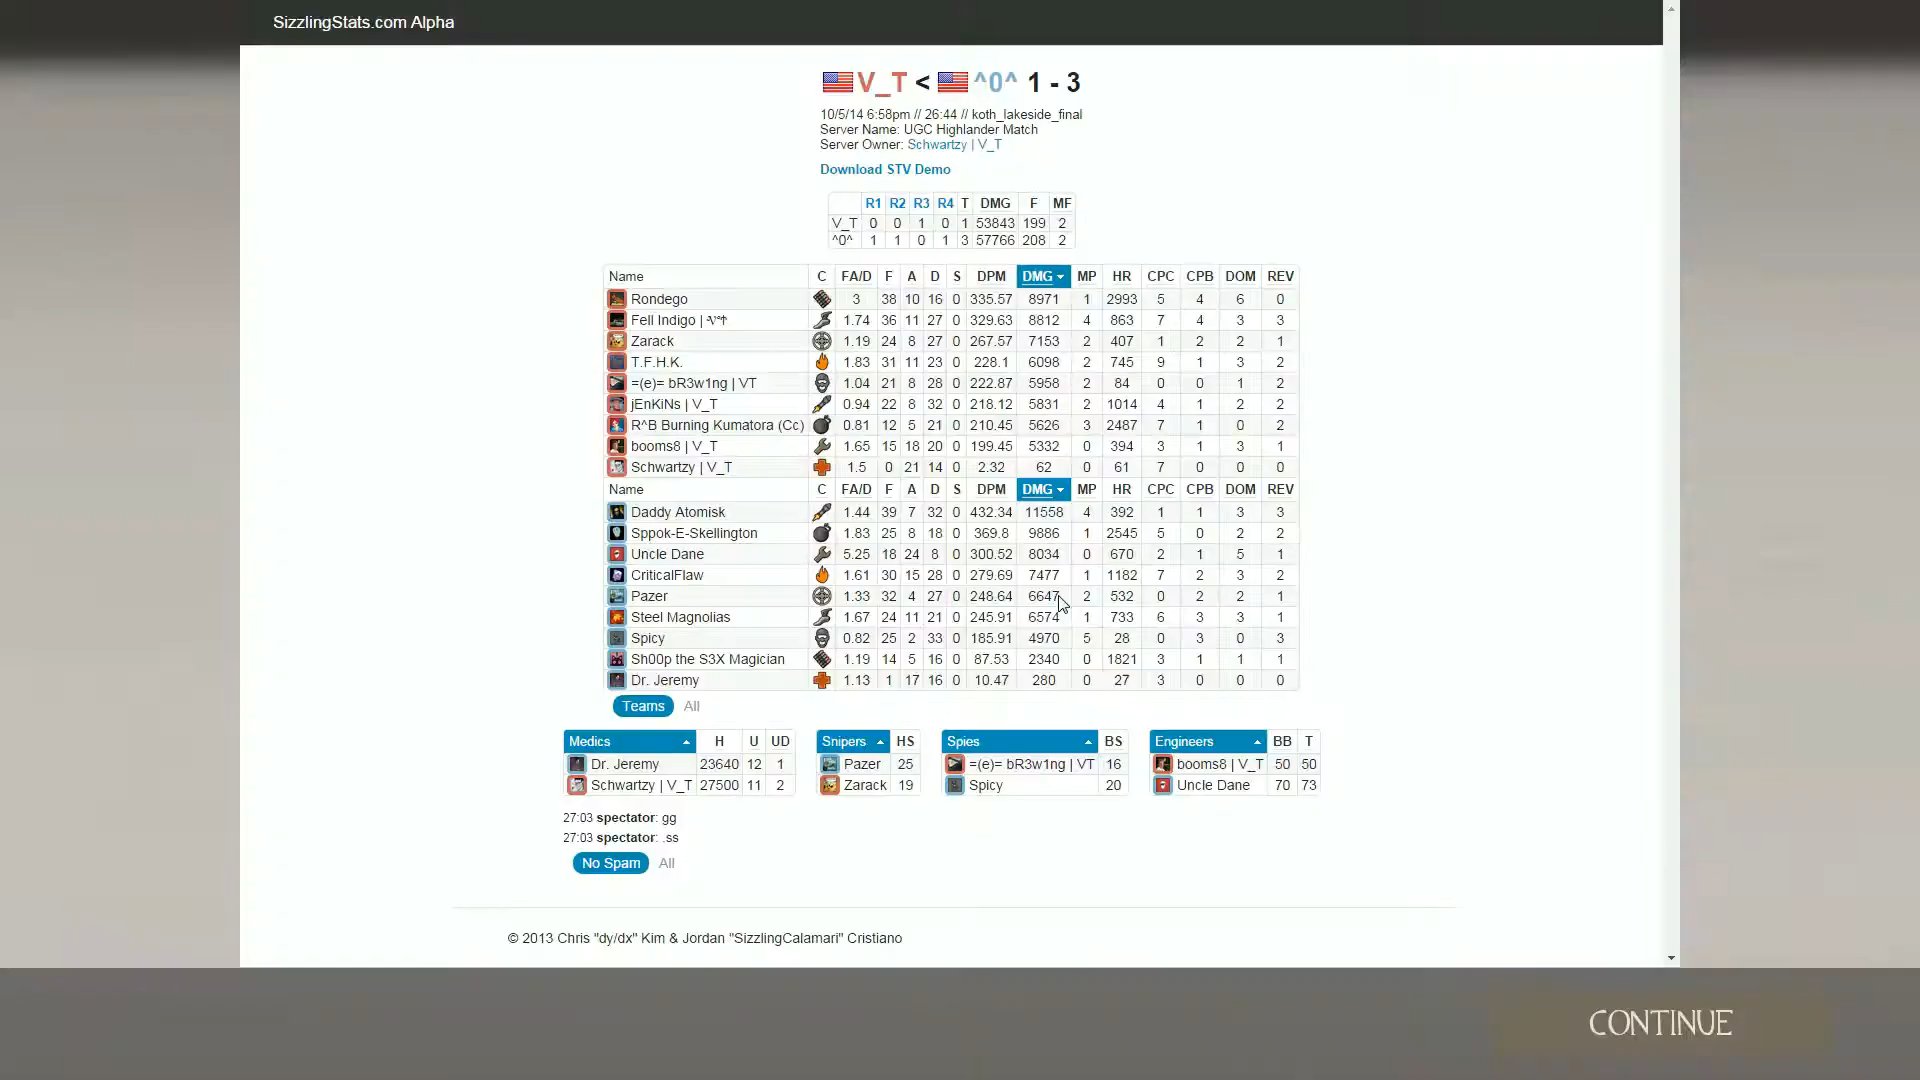 SizzlingStats.com Alpha
V_T < ^0^ 1 - 3
10/5/14 6:58pm // 26:44 // koth_lakeside_final
Server Name: UGC Highlander Match
Server Owner: Schwartzy | V_T
Download STV Demo
R1 R2 R3 R4 T DMG F MF
V_T 0 0 1 0 1 53843 199 2
^0^ 1 1 0 1 3 57766 208 2
Name C FA/D F A D S DPM DMG MP HR CPC CPB DOM REV
Rondego 3 38 10 16 0 335.57 8971 1 2993 5 4 6 0
Fell Indigo | 1.74 36 11 27 0 329.63 8812 4 863 7 4 3 3
Zarack 1.19 24 8 27 0 267.57 7153 2 407 1 2 2 1
T.F.H.K. 1.83 31 11 23 0 228.1 6098 2 745 9 1 3 2
=(e)= bR3w1ng | VT 1.04 21 8 28 0 222.87 5958 2 84 0 0 1 2
jEnKiNs | V_T 0.94 22 8 32 0 218.12 5831 2 1014 4 1 2 2
R^B Burning Kumatora (Cc) 0.81 12 5 21 0 210.45 5626 3 2487 7 1 0 2
booms8 | V_T 1.65 15 18 20 0 199.45 5332 0 394 3 1 3 1
Schwartzy | V_T 1.5 0 21 14 0 2.32 62 0 61 7 0 0 0
Name C FA/D F A D S DPM DMG MP HR CPC CPB DOM REV
Daddy Atomisk 1.44 39 7 32 0 432.34 11558 4 392 1 1 3 3
Sppok-E-Skellington 1.83 25 8 18 0 369.8 9886 1 2545 5 0 2 2
Uncle Dane 5.25 18 24 8 0 300.52 8034 0 670 2 1 5 1
CriticalFlaw 1.61 30 15 28 0 279.69 7477 1 1182 7 2 3 2
Pazer 1.33 32 4 27 0 248.64 6647 2 532 0 2 2 1
Steel Magnolias 1.67 24 11 21 0 245.91 6574 1 733 6 3 3 1
Spicy 0.82 25 2 33 0 185.91 4970 5 28 0 3 0 3
Sh00p the S3X Magician 1.19 14 5 16 0 87.53 2340 0 1821 3 1 1 1
Dr. Jeremy 1.13 1 17 16 0 10.47 280 0 27 3 0 0 0
Teams All
Medics H U UD Snipers HS Spies BS Engineers BB T
Dr. Jeremy 23640 12 1 Pazer 25 =(e)= bR3w1ng | VT 16 booms8 | V_T 50 50
Schwartzy | V_T 27500 11 2 Zarack 19 Spicy 20 Uncle Dane 70 73
27:03 spectator: gg
27:03 spectator: .ss
No Spam All
© 2013 Chris "dy/dx" Kim & Jordan "SizzlingCalamari" Cristiano
CONTINUE